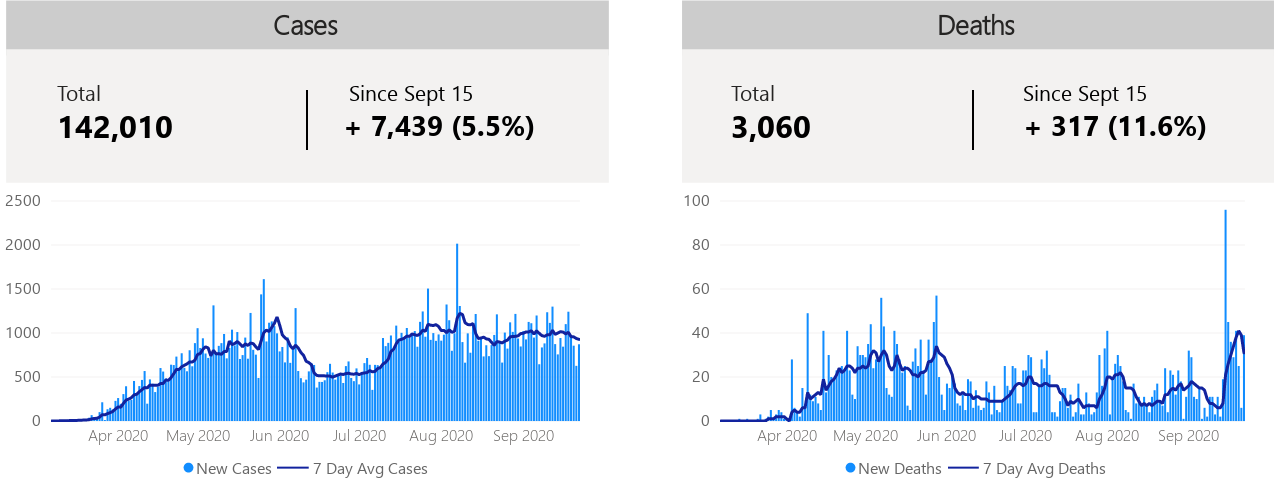 Cases
Total
142,010
Since Sept 15
+ 7,439 (5.5%)
2500
2000
1500
1000
500
0
Apr 2020 May 2020 Jun 2020 Jul 2020 Aug 2020 Sep 2020
New Cases 7 Day Avg Cases
Deaths
Total
3,060
Since Sept 15
+ 317 (11.6%)
100
80
60
40
20
0
Apr 2020 May 2020 Jun 2020 Jul 2020 Aug 2020 Sep 2020
New Deaths 7 Day Avg Deaths